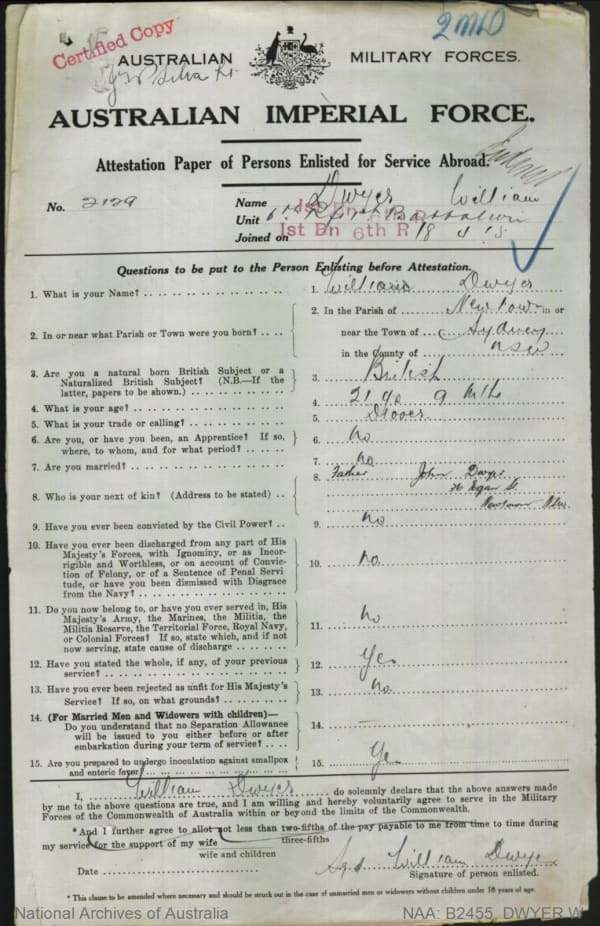 Certified Copy
2 MD
AUSTRALIAN MILITARY FORCES.
AUSTRALIAN IMPERIAL FORCE.
Attestation Paper of Persons Enlisted for Service Abroad.
No. 2129
Name Dwyer William
Unit 6th Battalion
1st Bn 6th R
Joined on 18 5 15
Questions to be put to the Person Enlisting before Attestation.
1. What is your Name? 1. William Dwyer
2. In or near what Parish or Town were you born? 2. In the Parish of Newtown in or
near the Town of Sydney
in the County of NSW
3. Are you a natural born British Subject or a
Naturalized British Subject? (N.B.—If the
latter, papers to be shown.) 3. British
4. What is your age? 4. 21 9 Mths
5. What is your trade or calling? 5. Drover
6. Are you, or have you been, an Apprentice? If so,
where, to whom, and for what period? 6. No
7. Are you married? 7. No
8. Who is your next of kin? (Address to be stated) 8. Father John Dwyer
Newtown NSW
9. Have you ever been convicted by the Civil Power? 9. No
10. Have you ever been discharged from any part of His
Majesty's Forces, with Ignominy, or as Incor-
rigible and Worthless, or on account of Convic-
tion of Felony, or of a Sentence of Penal Servi
tude, or have you been dismissed with Disgrace
from the Navy? 10. No
11. Do you now belong to, or have you ever served in, His
Majesty's Army, the Marines, the Militia, the
Militia Reserve, the Territorial Force, Royal Navy,
or Colonial Forces? If so, state which, and if not
now serving, state cause of discharge 11. No
12. Have you stated the whole, if any, of your previous
service? 12. Yes
13. Have you ever been rejected as unfit for His Majesty's
Service? If so, on what grounds? 13. No
14. (For Married Men and Widowers with children)—
Do you understand that no Separation Allowance
will be issued to you either before or after
embarkation during your term of service? 14. —
15. Are you prepared to undergo inoculation against smallpox
and enteric fever 15. Yes
I, William Dwyer do solemnly declare that the above answers made
by me to the above questions are true, and I am willing and hereby voluntarily agree to serve in the Military
Forces of the Commonwealth of Australia within or beyond the limits of the Commonwealth.
*And I further agree to allot not less than two-fifths of the pay payable to me from time to time during
three-fifths
my service for the support of my wife
wife and children
Sgd William Dwyer
Date Signature of person enlisted.
* This clause to be amended where necessary and should be struck out in the case of unmarried men or widowers without children under 18 years of age.
National Archives of Australia NAA: B2455, DWYER W